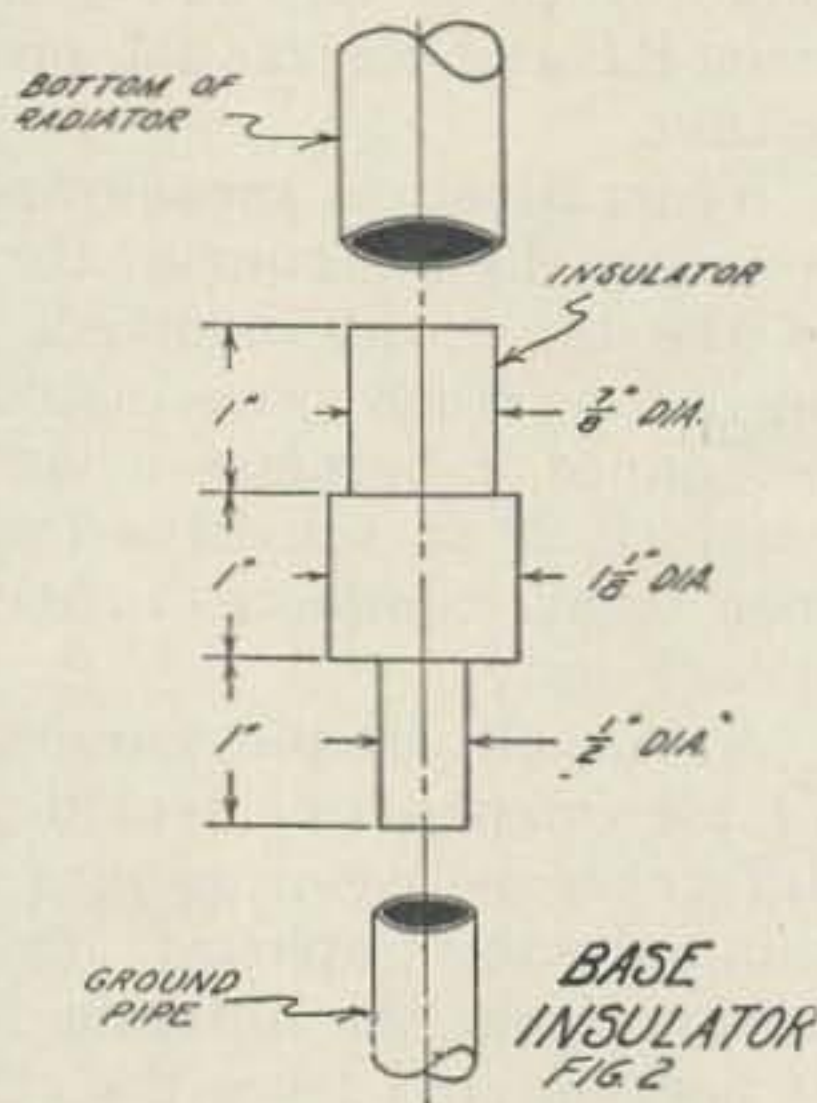 BOTTOM OF
RADIATOR
INSULATOR
1"
7/8" DIA.
1"
1 1/8" DIA.
1"
1/2" DIA."
GROUND
PIPE
BASE
INSULATOR
FIG. 2